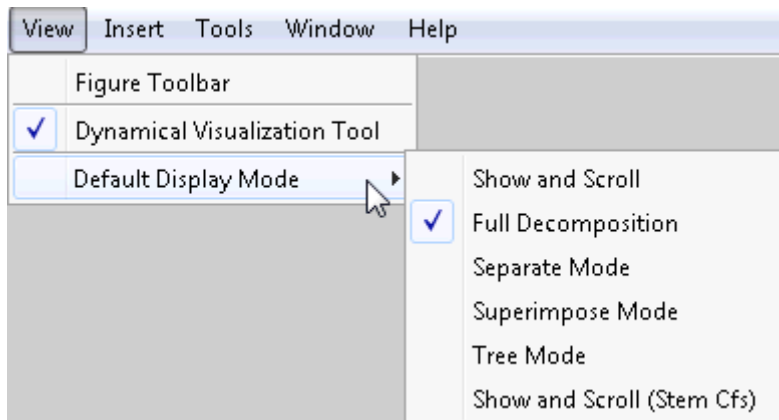 View Insert Tools Window Help
Figure Toolbar
Dynamical Visualization Tool
Default Display Mode
Show and Scroll
Full Decomposition
Separate Mode
Superimpose Mode
Tree Mode
Show and Scroll (Stem Cfs)